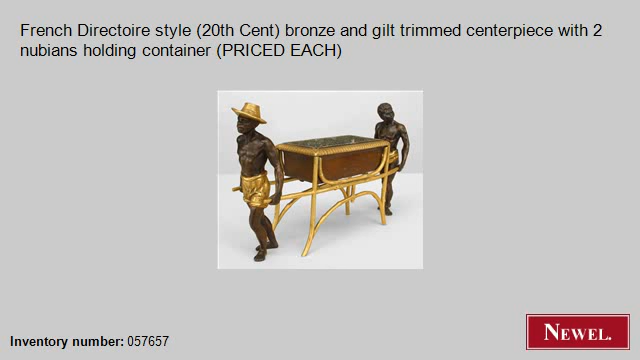 French Directoire style (20th Cent) bronze and gilt trimmed centerpiece with 2
nubians holding container (PRICED EACH)
Inventory number: 057657
NEWEL.